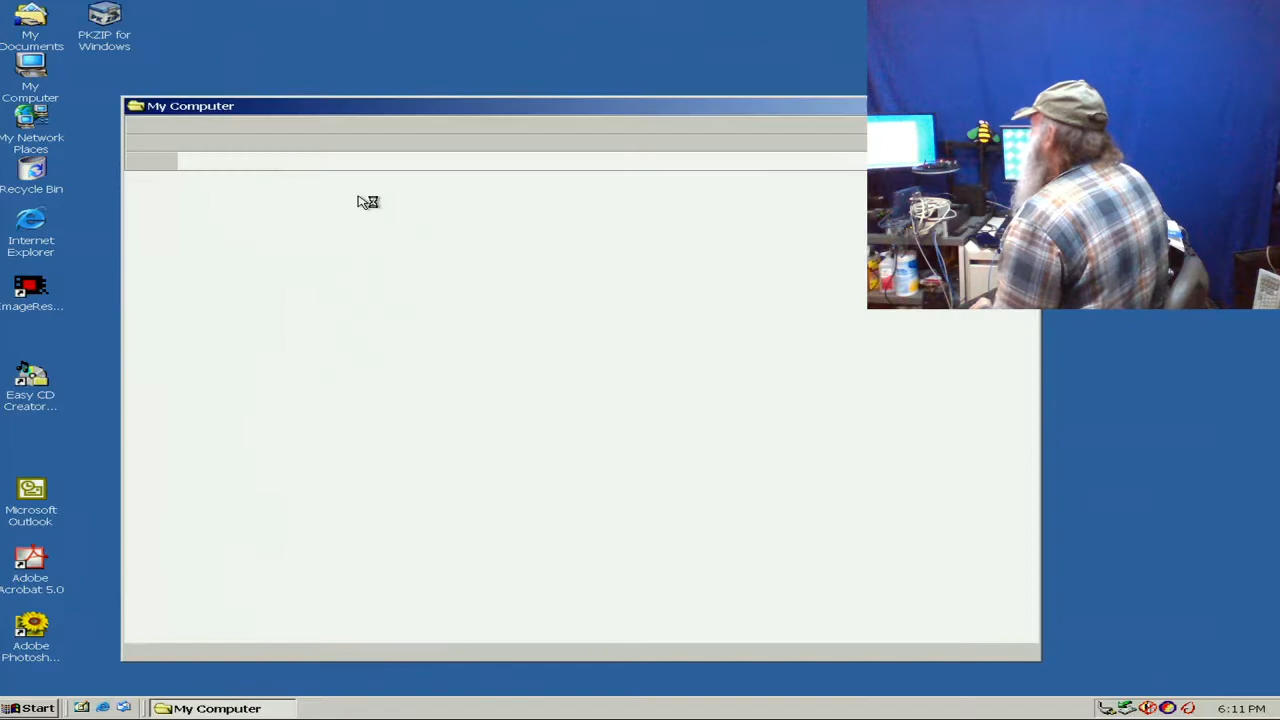 My
Documents
PKZIP for
Windows
My
Computer
My Network
Places
Recycle Bin
Internet
Explorer
ImageRes...
Easy CD
Creator...
Microsoft
Outlook
Adobe
Acrobat 5.0
Adobe
Photosh...
My Computer
Start
My Computer
6:11 PM